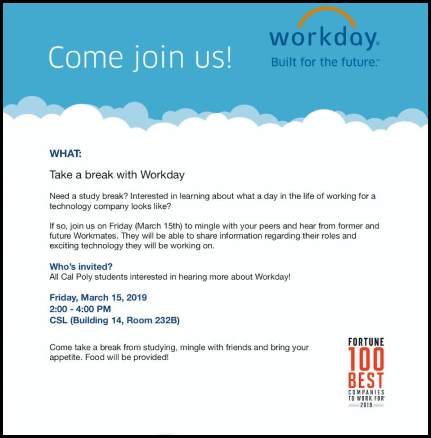 workday.
Come join us!
Built for the future.™
WHAT:
Take a break with Workday
Need a study break? Interested in learning about what a day in the life of working for a
technology company looks like?
If so, join us on Friday (March 15th) to mingle with your peers and hear from former and
future Workmates. They will be able to share information regarding their roles and
exciting technology they will be working on.
Who's invited?
All Cal Poly students interested in hearing more about Workday!
Friday, March 15, 2019
2:00 - 4:00 PM
CSL (Building 14, Room 232B)
Come take a break from studying, mingle with friends and bring your
appetite. Food will be provided!
FORTUNE
100
BEST
COMPANIES
TO WORK FOR®
2019